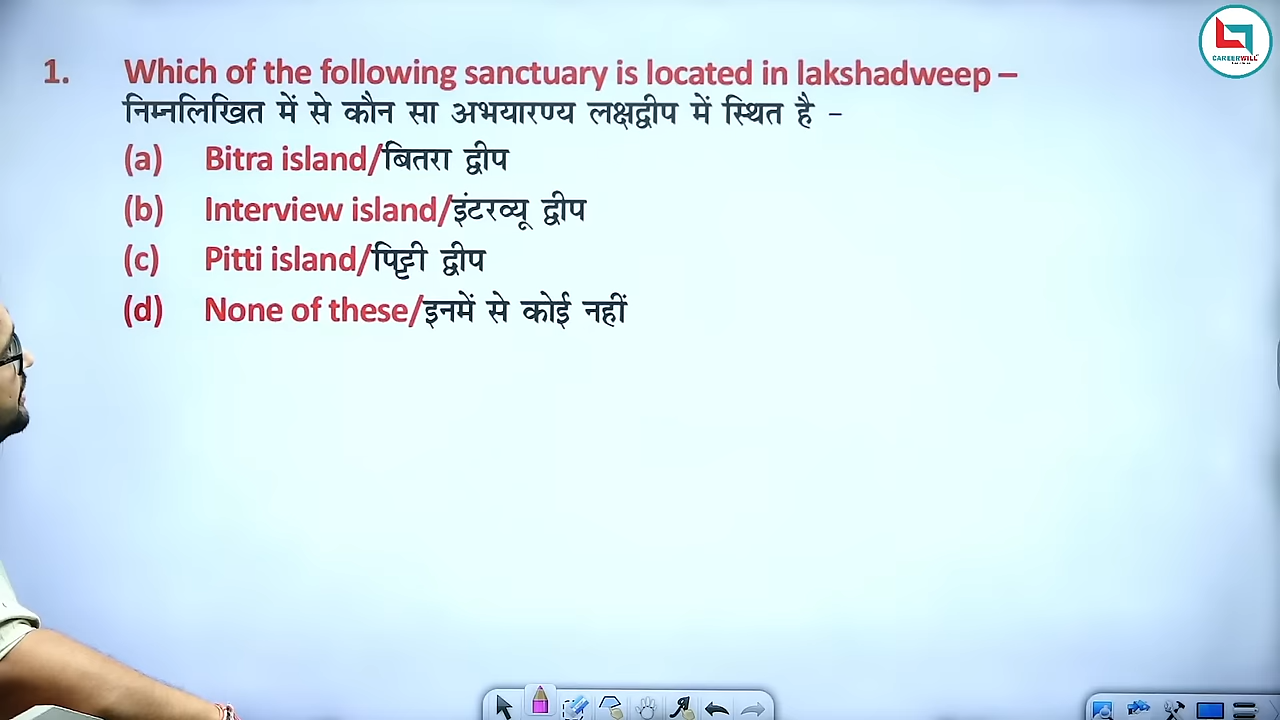 CAREERWILL
1. Which of the following sanctuary is located in lakshadweep –
निम्नलिखित में से कौन सा अभयारण्य लक्षद्वीप में स्थित है –
(a) Bitra island/बितरा द्वीप
(b) Interview island/इंटरव्यू द्वीप
(c) Pitti island/पिट्टी द्वीप
(d) None of these/इनमें से कोई नहीं